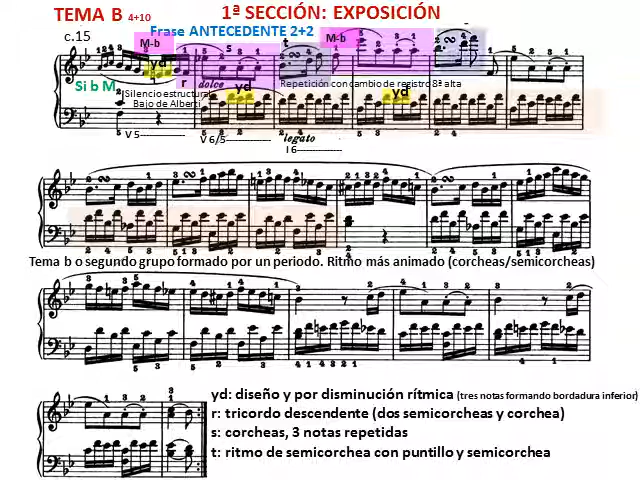 TEMA B 4+10 1ª SECCIÓN: EXPOSICIÓN
Frase ANTECEDENTE 2+2
c.15 M-b s t M-b
yd
Si b M r dolce yd Repetición con cambio de registro 8ª alta yd
Silencio estructural
Bajo de Alberti
V 5 V 6/5 legato
I 6
Tema b o segundo grupo formado por un periodo. Ritmo más animado (corcheas/semicorcheas)
yd: diseño y por disminución rítmica (tres notas formando bordadura inferior)
r: tricordo descendente (dos semicorcheas y corchea)
s: corcheas, 3 notas repetidas
t: ritmo de semicorchea con puntillo y semicorchea